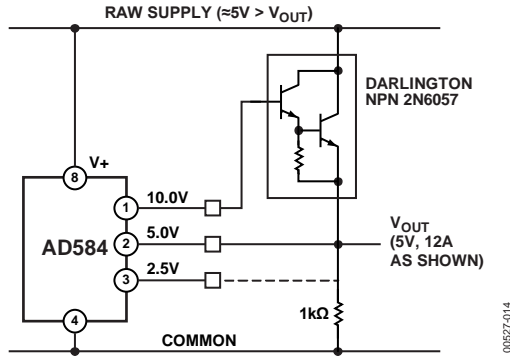 RAW SUPPLY (≈5V > VOUT)
DARLINGTON
NPN 2N6057
8
V+
1
10.0V
AD584
2
5.0V
VOUT
(5V, 12A
AS SHOWN)
3
2.5V
1kΩ
4
COMMON
00527-014